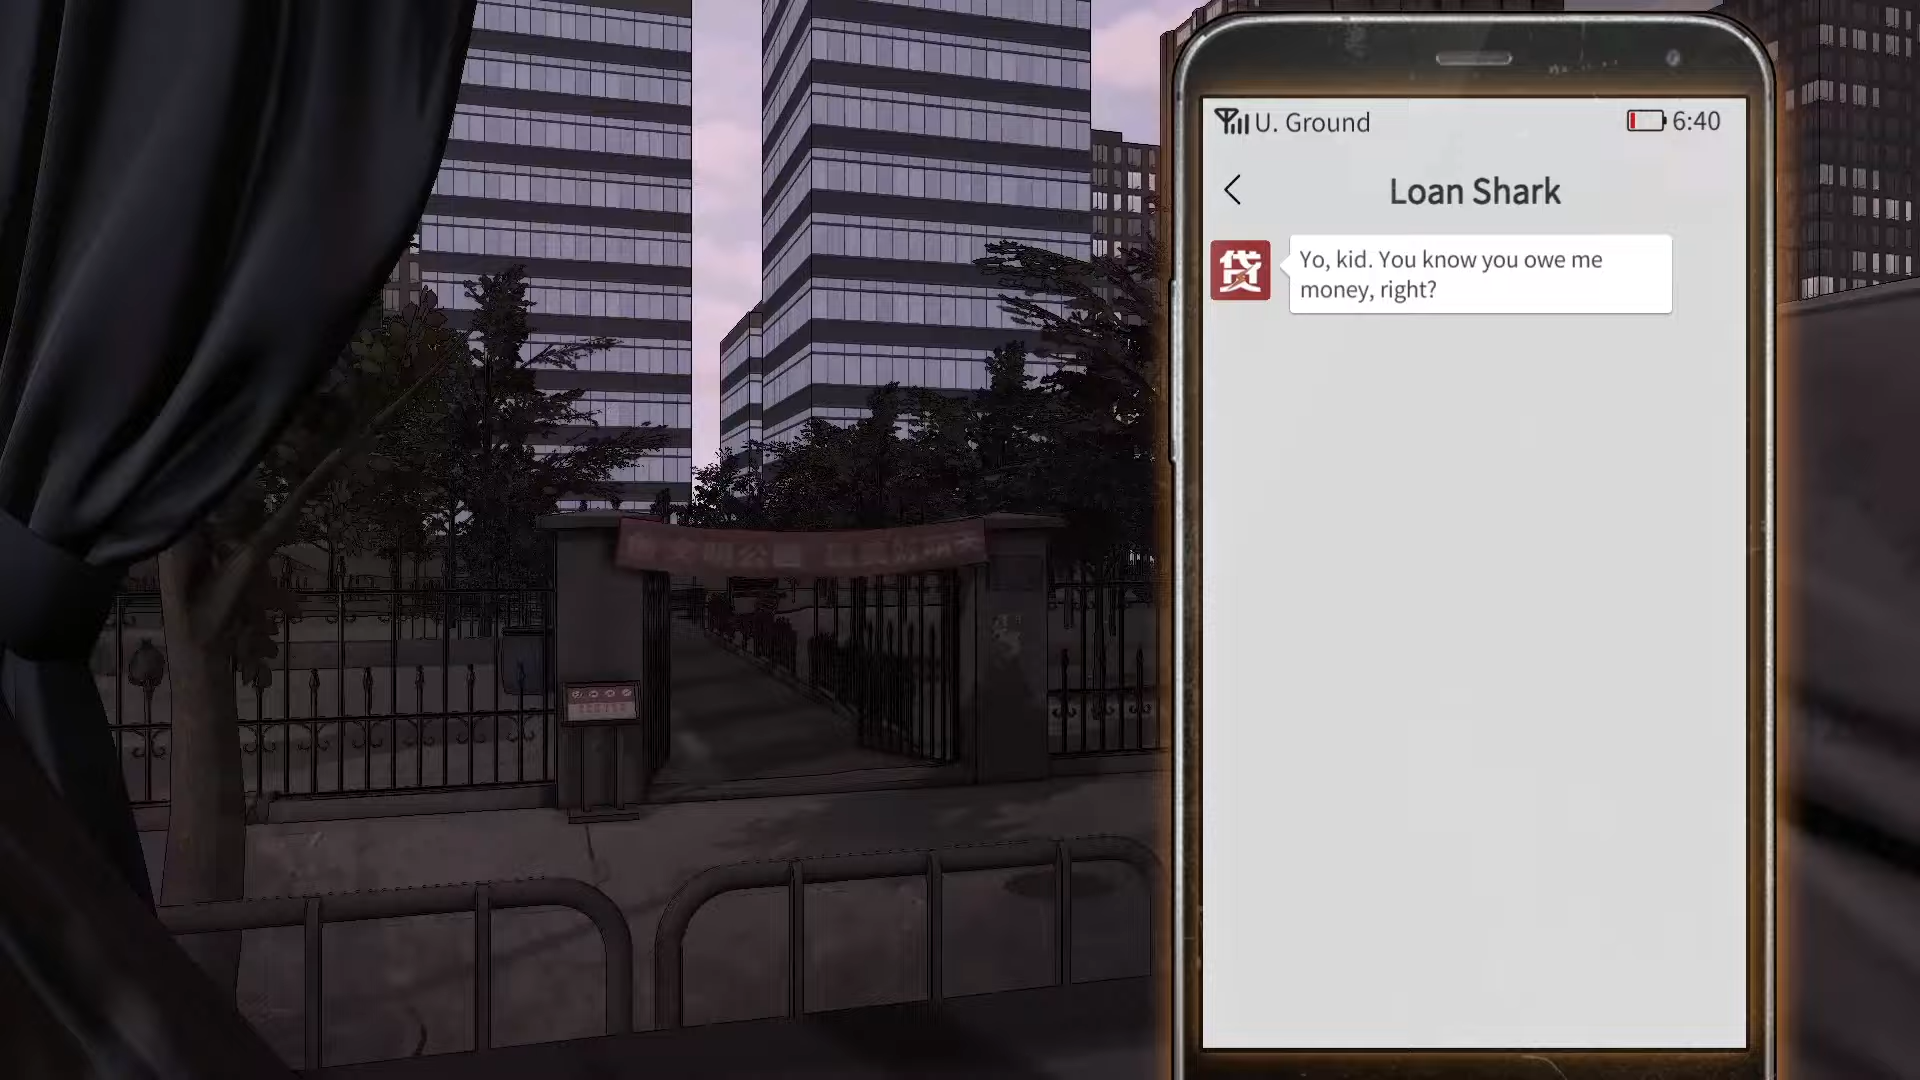 U. Ground
6:40
Loan Shark
贷
Yo, kid. You know you owe me
money, right?